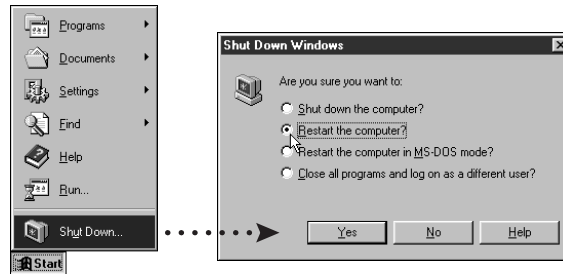 Programs
Documents
Settings
Find
Help
Run...
Shut Down...
Start
Shut Down Windows
Are you sure you want to:
Shut down the computer?
Restart the computer?
Restart the computer in MS-DOS mode?
Close all programs and log on as a different user?
Yes No Help